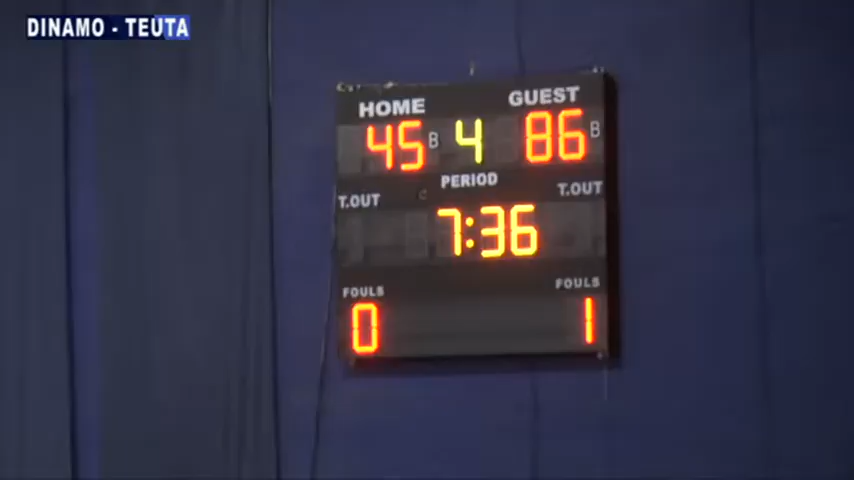 DINAMO - TEUTA
HOME GUEST
45 B 4 86 B
PERIOD
T.OUT T.OUT
7:36
FOULS FOULS
0 1